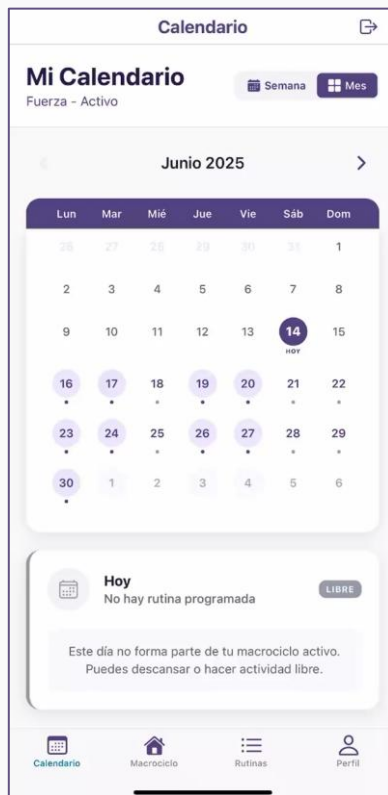 Calendario
Mi Calendario
Fuerza - Activo
Semana
Mes
Junio 2025
Lun Mar Mié Jue Vie Sáb Dom
26 27 28 29 30 31 1
2 3 4 5 6 7 8
9 10 11 12 13 14 15
HOY
16 17 18 19 20 21 22
23 24 25 26 27 28 29
30 1 2 3 4 5 6
Hoy
No hay rutina programada
LIBRE
Este día no forma parte de tu macrociclo activo.
Puedes descansar o hacer actividad libre.
Calendario Macrociclo Rutinas Perfil